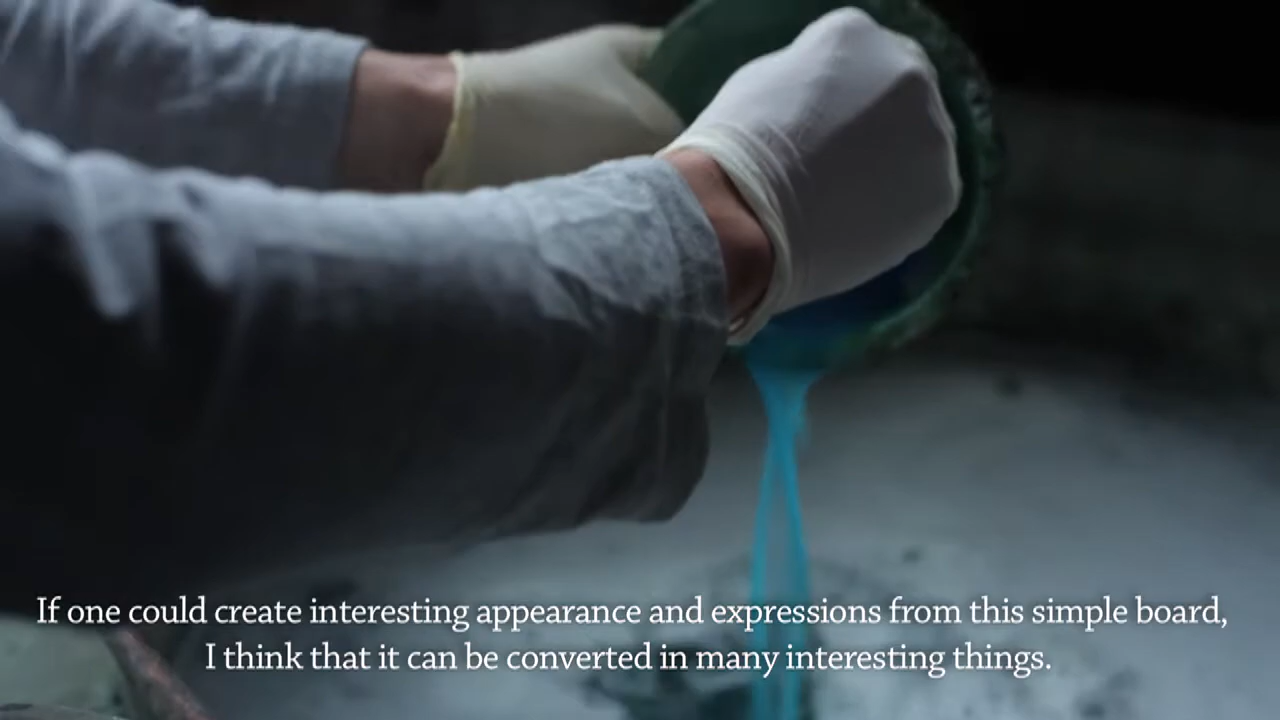 If one could create interesting appearance and expressions from this simple board,
I think that it can be converted in many interesting things.